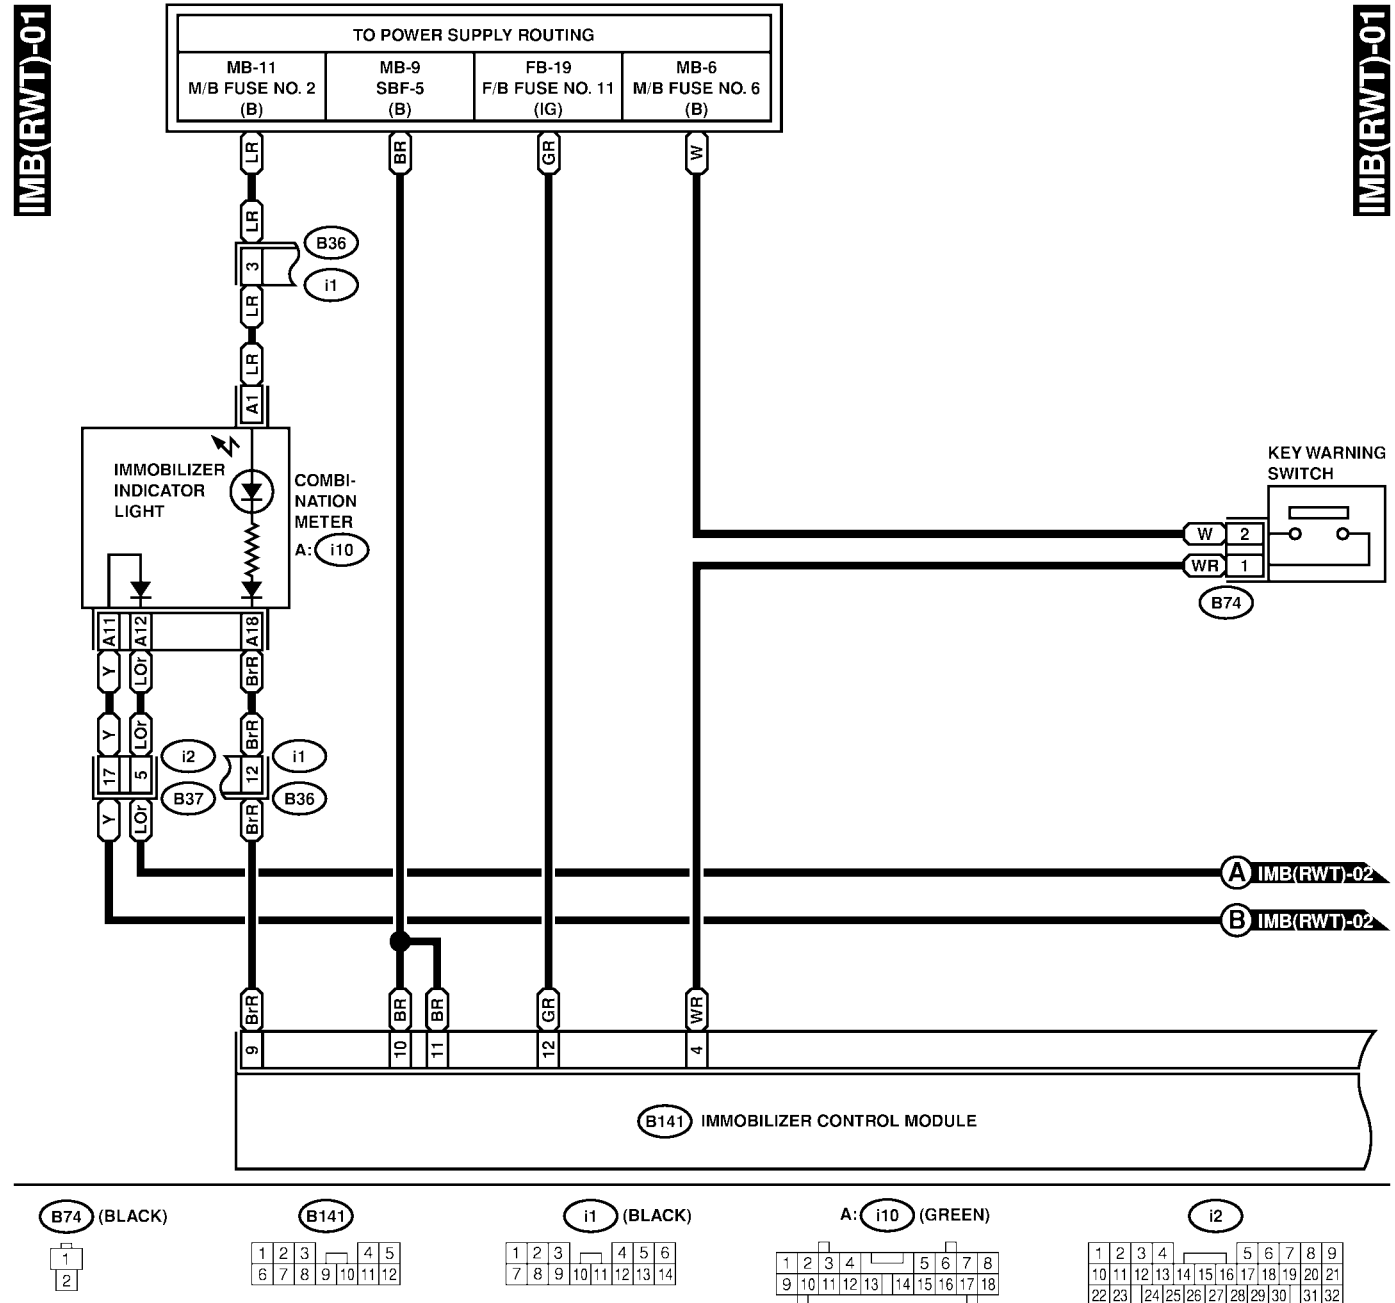 IMB(RWT)-01
IMB(RWT)-01
TO POWER SUPPLY ROUTING
MB-11
M/B FUSE NO. 2
(B)
MB-9
SBF-5
(B)
FB-19
F/B FUSE NO. 11
(IG)
MB-6
M/B FUSE NO. 6
(B)
LR
BR
GR
W
LR
B36
3
i1
LR
LR
A1
IMMOBILIZER
INDICATOR
LIGHT
COMBI-
NATION
METER
A: i10
KEY WARNING
SWITCH
W 2
WR 1
B74
A11 A12 A18
Y LOr BrR
Y LOr BrR
i2 i1
17 5 12
B37 B36
Y LOr BrR
A IMB(RWT)-02
B IMB(RWT)-02
BrR BR BR GR WR
9 10 11 12 4
B141 IMMOBILIZER CONTROL MODULE
B74 (BLACK)
1
2
B141
1 2 3 4 5
6 7 8 9 10 11 12
i1 (BLACK)
1 2 3 4 5 6
7 8 9 10 11 12 13 14
A: i10 (GREEN)
1 2 3 4 5 6 7 8
9 10 11 12 13 14 15 16 17 18
i2
1 2 3 4 5 6 7 8 9
10 11 12 13 14 15 16 17 18 19 20 21
22 23 24 25 26 27 28 29 30 31 32